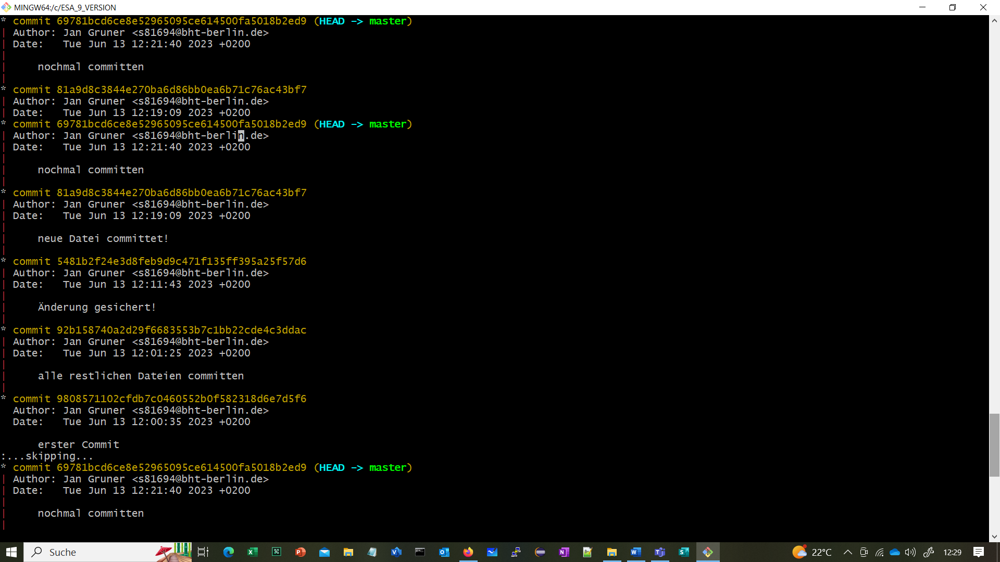 MINGW64:/c/ESA_9_VERSION
* commit 69781bcd6ce8e52965095ce614500fa5018b2ed9 (HEAD -> master)
| Author: Jan Gruner <s81694@bht-berlin.de>
| Date:   Tue Jun 13 12:21:40 2023 +0200
|
|     nochmal committen
|
* commit 81a9d8c3844e270ba6d86bb0ea6b71c76ac43bf7
| Author: Jan Gruner <s81694@bht-berlin.de>
| Date:   Tue Jun 13 12:19:09 2023 +0200
* commit 69781bcd6ce8e52965095ce614500fa5018b2ed9 (HEAD -> master)
| Author: Jan Gruner <s81694@bht-berlin.de>
| Date:   Tue Jun 13 12:21:40 2023 +0200
|
|     nochmal committen
|
* commit 81a9d8c3844e270ba6d86bb0ea6b71c76ac43bf7
| Author: Jan Gruner <s81694@bht-berlin.de>
| Date:   Tue Jun 13 12:19:09 2023 +0200
|
|     neue Datei committet!
|
* commit 5481b2f24e3d8feb9d9c471f135ff395a25f57d6
| Author: Jan Gruner <s81694@bht-berlin.de>
| Date:   Tue Jun 13 12:11:43 2023 +0200
|
|     Änderung gesichert!
|
* commit 92b158740a2d29f6683553b7c1bb22cde4c3ddac
| Author: Jan Gruner <s81694@bht-berlin.de>
| Date:   Tue Jun 13 12:01:25 2023 +0200
|
|     alle restlichen Dateien committen
|
* commit 9808571102cfdb7c0460552b0f582318d6e7d5f6
  Author: Jan Gruner <s81694@bht-berlin.de>
  Date:   Tue Jun 13 12:00:35 2023 +0200
      erster Commit
:...skipping...
* commit 69781bcd6ce8e52965095ce614500fa5018b2ed9 (HEAD -> master)
| Author: Jan Gruner <s81694@bht-berlin.de>
| Date:   Tue Jun 13 12:21:40 2023 +0200
|
|     nochmal committen
|
Suche
22°C
12:29